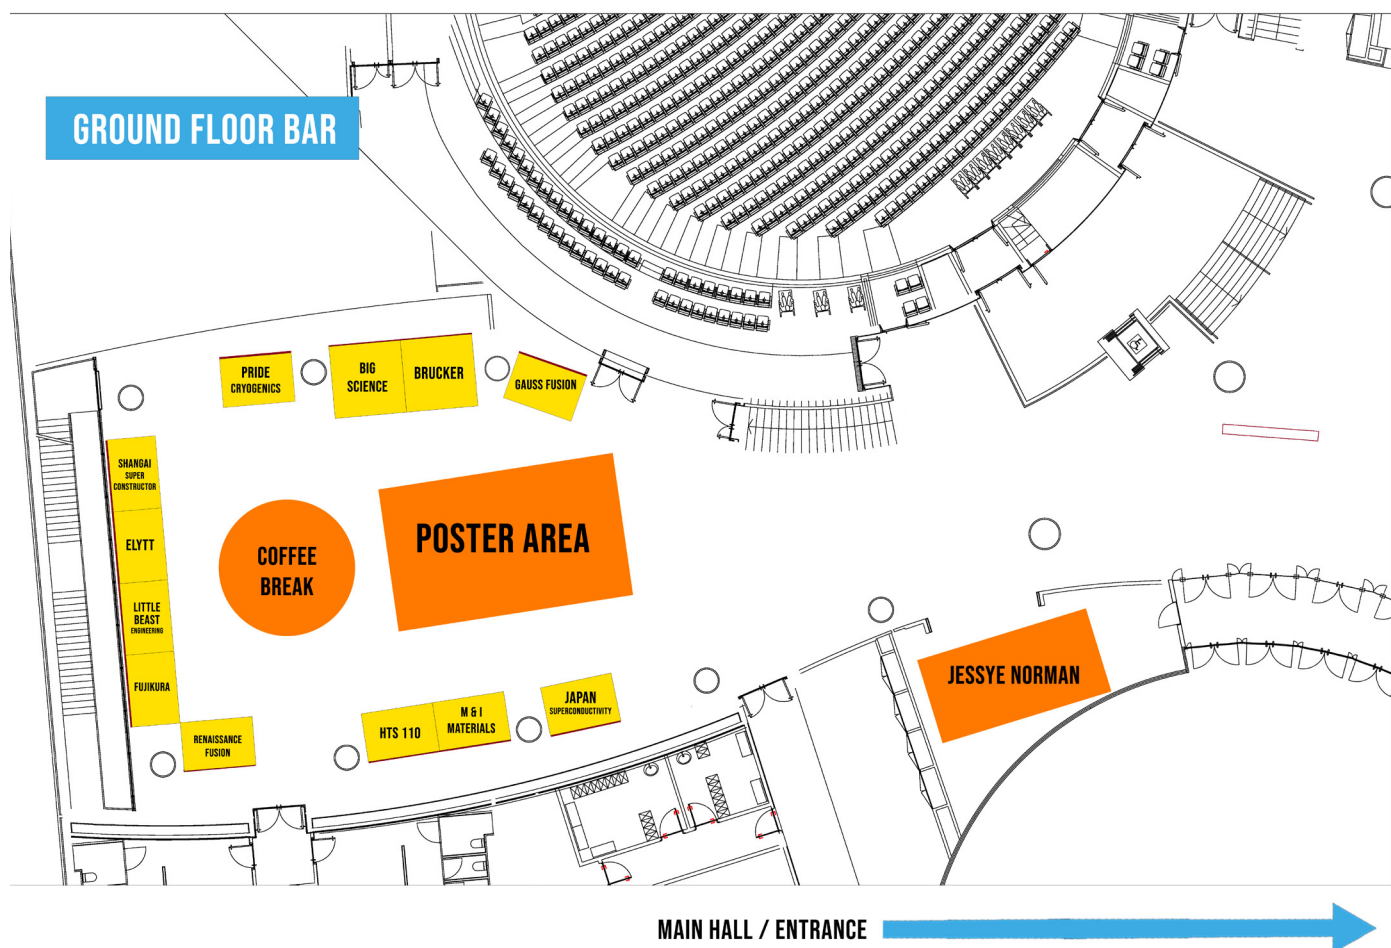 GROUND FLOOR BAR
PRIDE
CRYOGENICS
BIG
SCIENCE
BRUCKER
GAUSS FUSION
SHANGAI
SUPER
CONSTRUCTOR
ELYTT
LITTLE
BEAST
ENGINEERING
FUJIKURA
RENAISSANCE
FUSION
COFFEE
BREAK
POSTER AREA
HTS 110
M & I
MATERIALS
JAPAN
SUPERCONDUCTIVITY
JESSYE NORMAN
MAIN HALL / ENTRANCE